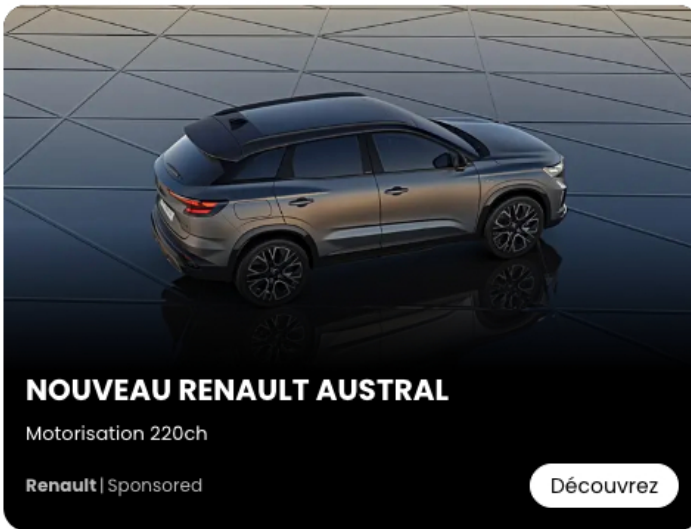 NOUVEAU RENAULT AUSTRAL
Motorisation 220ch
Renault | Sponsored
Découvrez